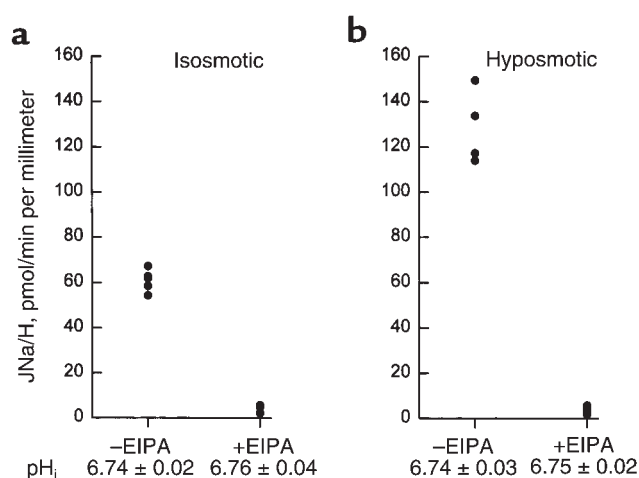 a
b
Isosmotic
Hyposmotic
JNa/H, pmol/min per millimeter
160
140
120
100
80
60
40
20
0
160
140
120
100
80
60
40
20
0
–EIPA +EIPA
–EIPA +EIPA
pHi 6.74 ± 0.02 6.76 ± 0.04
6.74 ± 0.03 6.75 ± 0.02